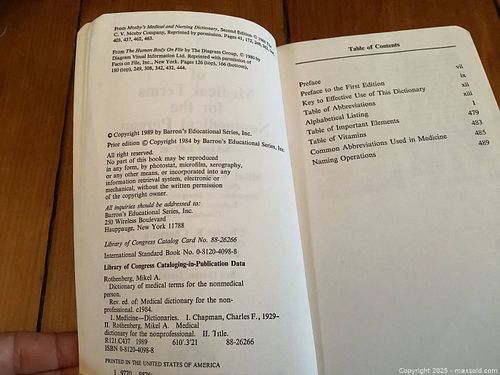 From Mosby's Medical and Nursing Dictionary, Second Edition © 1986
C. V. Mosby Company, Reprinted by permission. Pages 41, 172,
405, 437, 462, 463.
From The Human Body On File by The Diagram Group, ©
Diagram Visual Information Ltd. Reprinted with permission of
Facts on File, Inc., New York. Pages 126 (top), 166 (bottom),
180 (top), 249, 308, 342, 432, 444.
© Copyright 1989 by Barron's Educational Series, Inc.
Prior edition © Copyright 1984 by Barron's Educational Series, Inc.
All right reserved.
No part of this book may be reproduced
in any form, by photostat, microfilm, xerography,
or any other means, or incorporated into any
information retrieval system, electronic or
mechanical, without the written permission
of the copyright owner.
All inquiries should be addressed to:
Barron's Educational Series, Inc.
250 Wireless Boulevard
Hauppauge, New York 11788
Library of Congress Catalog Card No. 88-26266
International Standard Book No. 0-8120-4098-8
Library of Congress Cataloging-in-Publication Data
Rothenberg, Mikel A.
Dictionary of medical terms for the nonmedical
person.
Rev. ed. of: Medical dictionary for the non-
professional. c1984.
1. Medicine—Dictionaries. I. Chapman, Charles F., 1929–
II. Rothenberg, Mikel A. Medical
dictionary for the nonprofessional. II. Title.
R121.C437 1989 610'.3'21 88-26266
ISBN 0-8120-4098-8
PRINTED IN THE UNITED STATES OF AMERICA
Table of Contents
Preface vii
Preface to the First Edition ix
Key to Effective Use of This Dictionary xii
Table of Abbreviations xiii
Alphabetical Listing 1
Table of Important Elements 479
Table of Vitamins 483
Common Abbreviations Used in Medicine 485
Naming Operations 489
Copyright 2025 - maxsold.com